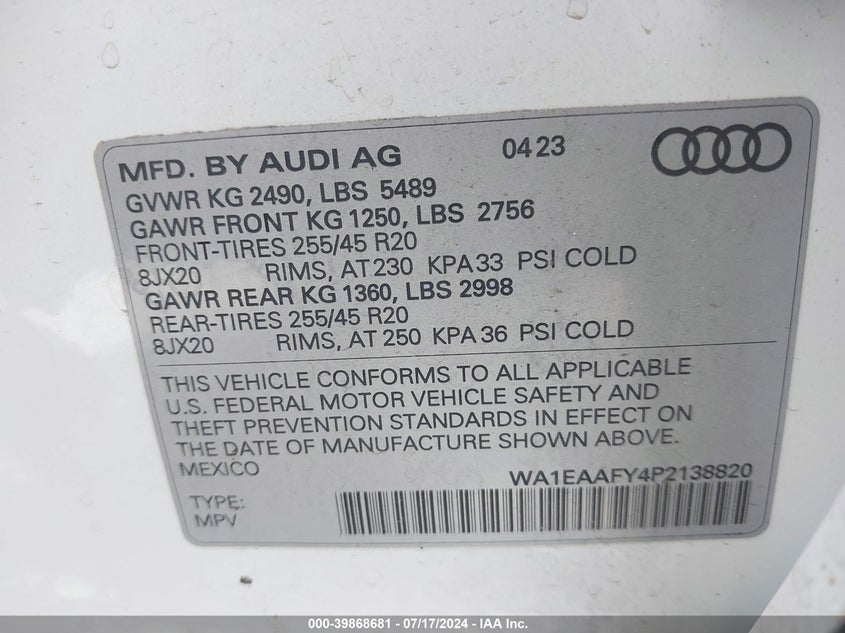 MFD. BY AUDI AG 0423
GVWR KG 2490, LBS 5489
GAWR FRONT KG 1250, LBS 2756
FRONT-TIRES 255/45 R20
8JX20 RIMS, AT 230 KPA 33 PSI COLD
GAWR REAR KG 1360, LBS 2998
REAR-TIRES 255/45 R20
8JX20 RIMS, AT 250 KPA 36 PSI COLD
THIS VEHICLE CONFORMS TO ALL APPLICABLE
U.S. FEDERAL MOTOR VEHICLE SAFETY AND
THEFT PREVENTION STANDARDS IN EFFECT ON
THE DATE OF MANUFACTURE SHOWN ABOVE.
MEXICO
WA1EAAFY4P2138820
TYPE:
MPV
000-39868681 - 07/17/2024 - IAAI Auctions Inc.